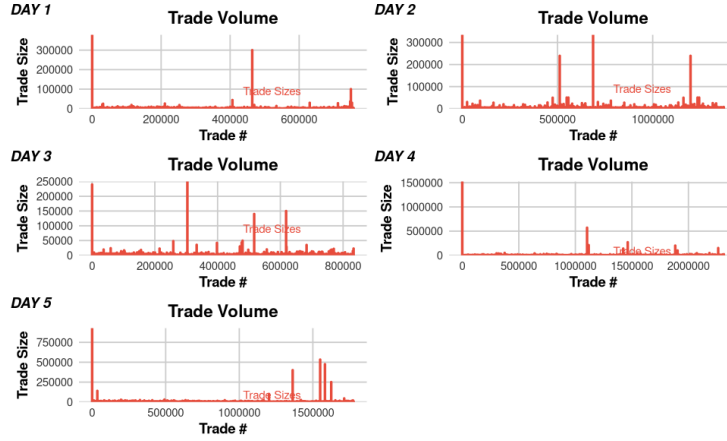 DAY 1
Trade Volume
Trade Size
300000
200000
100000
0
Trade Sizes
0 2000000 4000000 6000000
Trade #
DAY 2
Trade Volume
Trade Size
300000
200000
100000
0
Trade Sizes
0 500000 1000000
Trade #
DAY 3
Trade Volume
Trade Size
250000
200000
150000
100000
50000
0
Trade Sizes
0 200000 400000 600000 800000
Trade #
DAY 4
Trade Volume
Trade Size
1500000
1000000
500000
0
Trade Sizes
0 500000 1000000 1500000 2000000
Trade #
DAY 5
Trade Volume
Trade Size
750000
500000
250000
0
Trade Sizes
0 500000 1000000 1500000
Trade #